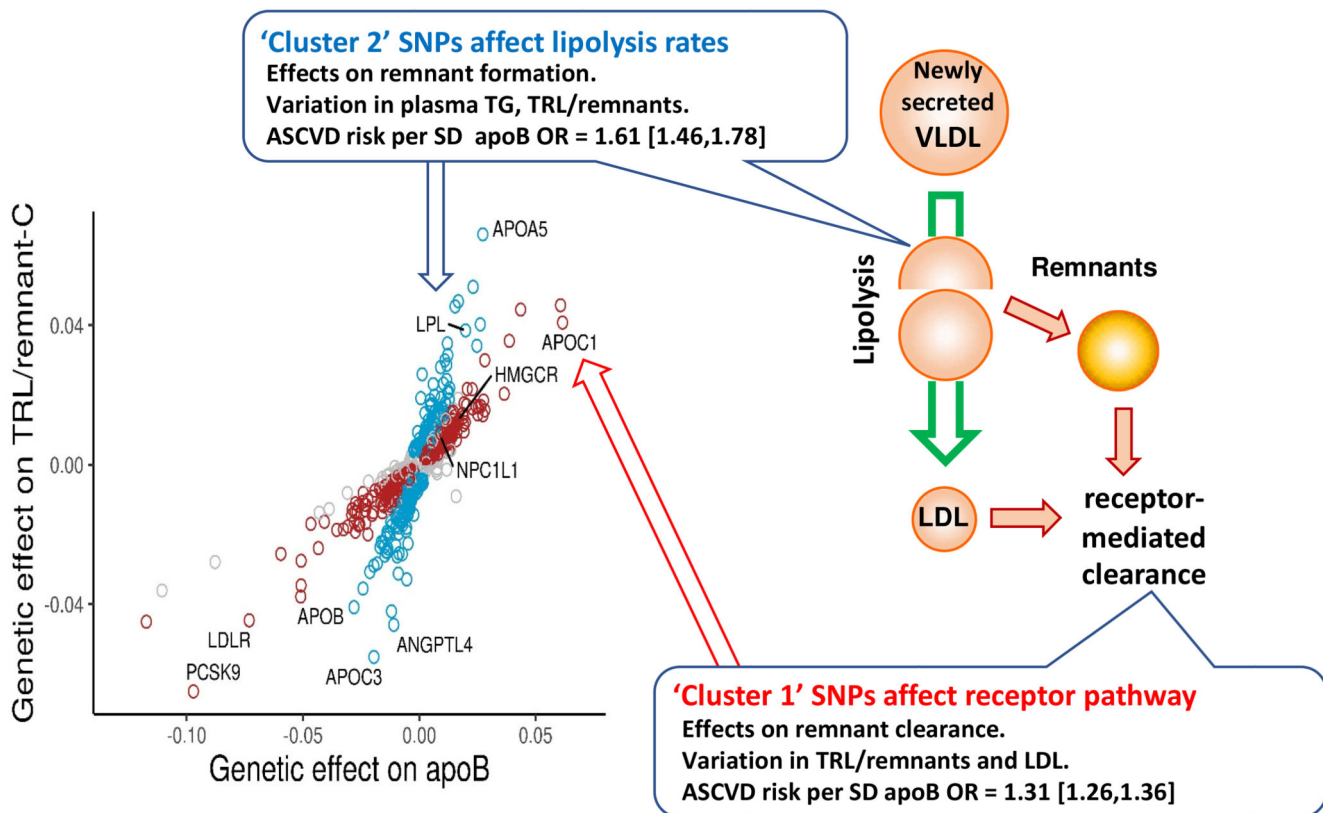 ‘Cluster 2’ SNPs affect lipolysis rates
Effects on remnant formation.
Variation in plasma TG, TRL/remnants.
ASCVD risk per SD apoB OR = 1.61 [1.46,1.78]
Newly
secreted
VLDL
Lipolysis
Remnants
LDL
receptor-
mediated
clearance
Genetic effect on TRL/remnant-C
0.04
0.00
-0.04
APOA5
LPL
APOC1
HMGCR
NPC1L1
APOB
LDLR
ANGPTL4
PCSK9
APOC3
-0.10
-0.05
0.00
0.05
Genetic effect on apoB
‘Cluster 1’ SNPs affect receptor pathway
Effects on remnant clearance.
Variation in TRL/remnants and LDL.
ASCVD risk per SD apoB OR = 1.31 [1.26,1.36]